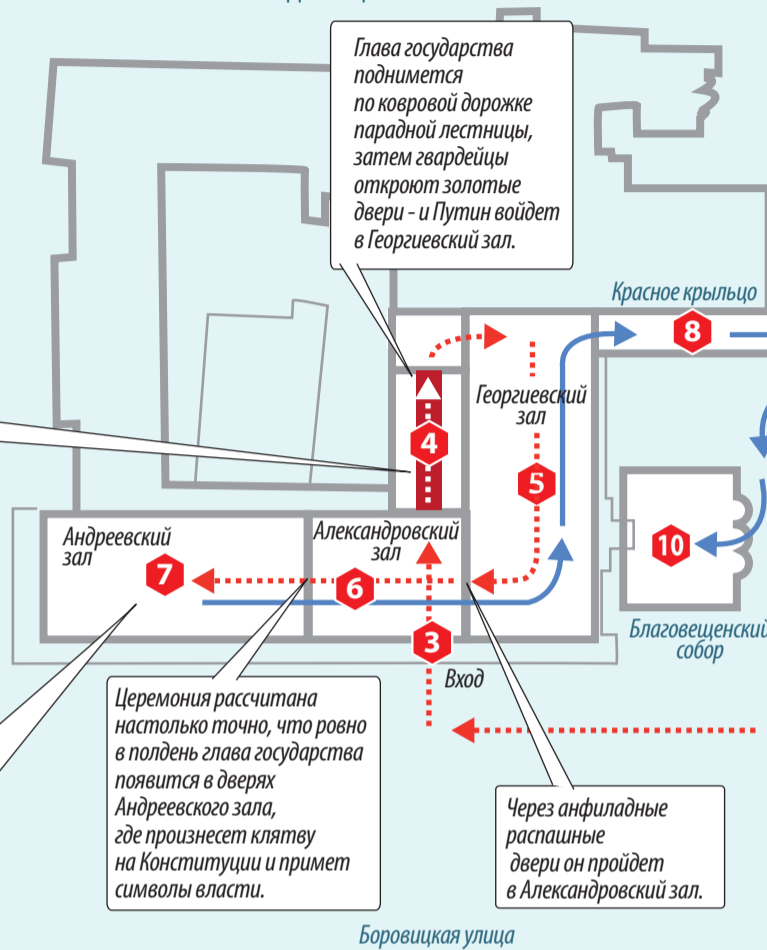 Глава государства
поднимется
по ковровой дорожке
парадной лестницы,
затем гвардейцы
откроют золотые
двери - и Путин войдет
в Георгиевский зал.
Красное крыльцо
8
Георгиевский
зал
4
5
Андреевский
зал
Александровский
зал
10
7
6
3
Благовещенский
собор
Вход
Церемония рассчитана
настолько точно, что ровно
в полдень глава государства
появится в дверях
Андреевского зала,
где произнесет клятву
на Конституции и примет
символы власти.
Через анфиладные
распашные
двери он пройдет
в Александровский зал.
Боровицкая улица